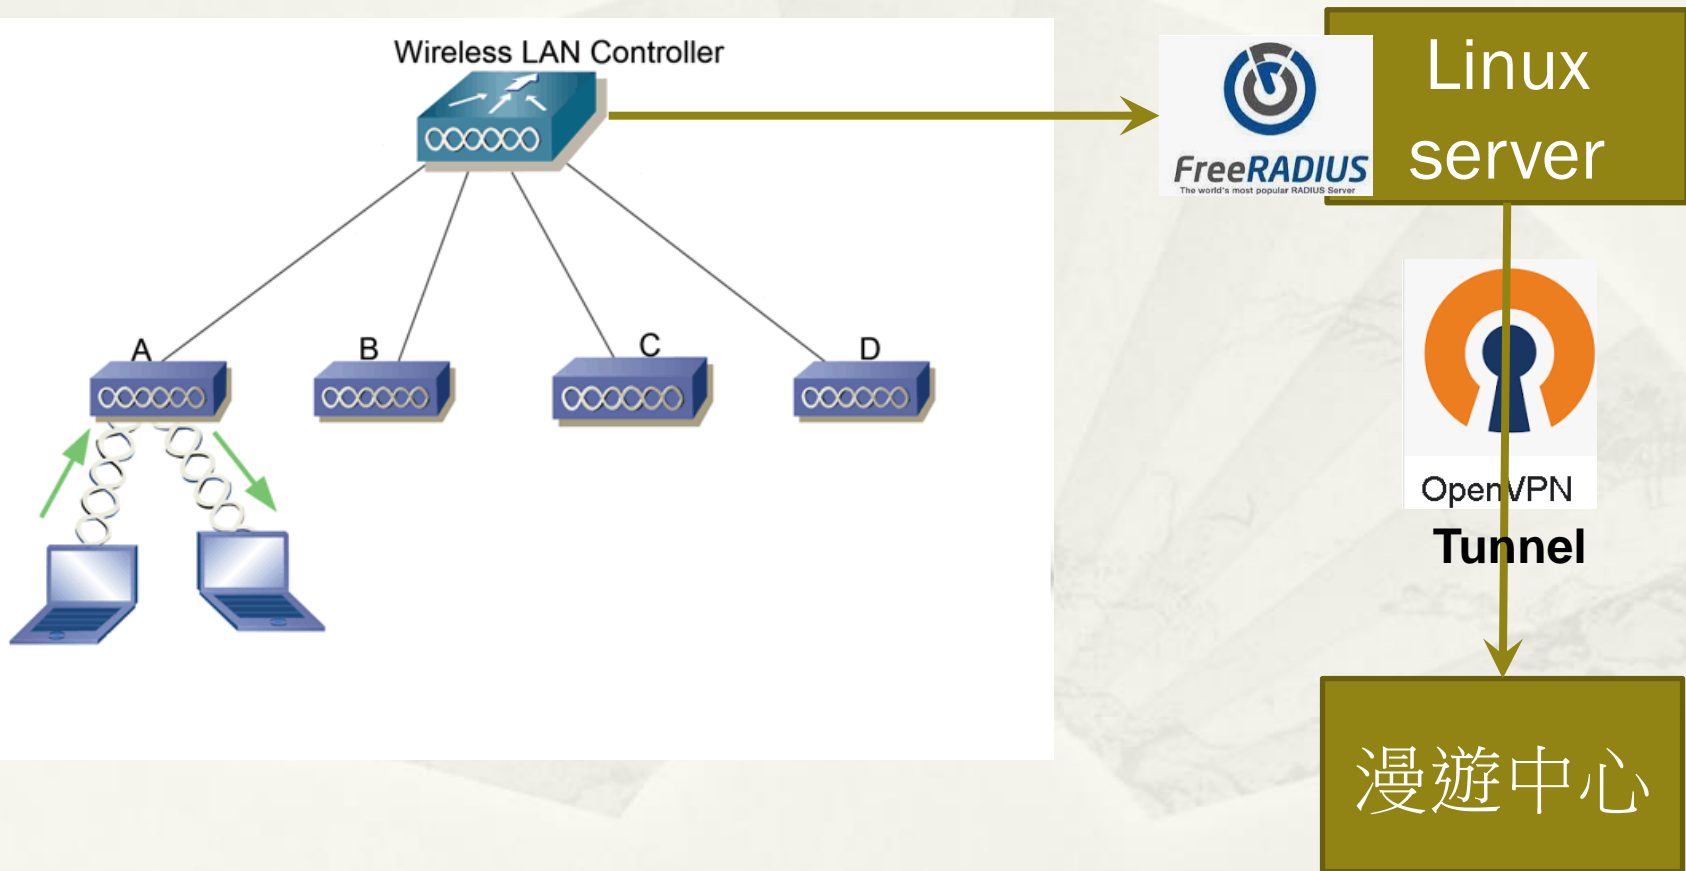 Wireless LAN Controller
A
B
C
D
FreeRADIUS
The world's most popular RADIUS Server
Linux
server
OpenVPN
Tunnel
漫遊中心